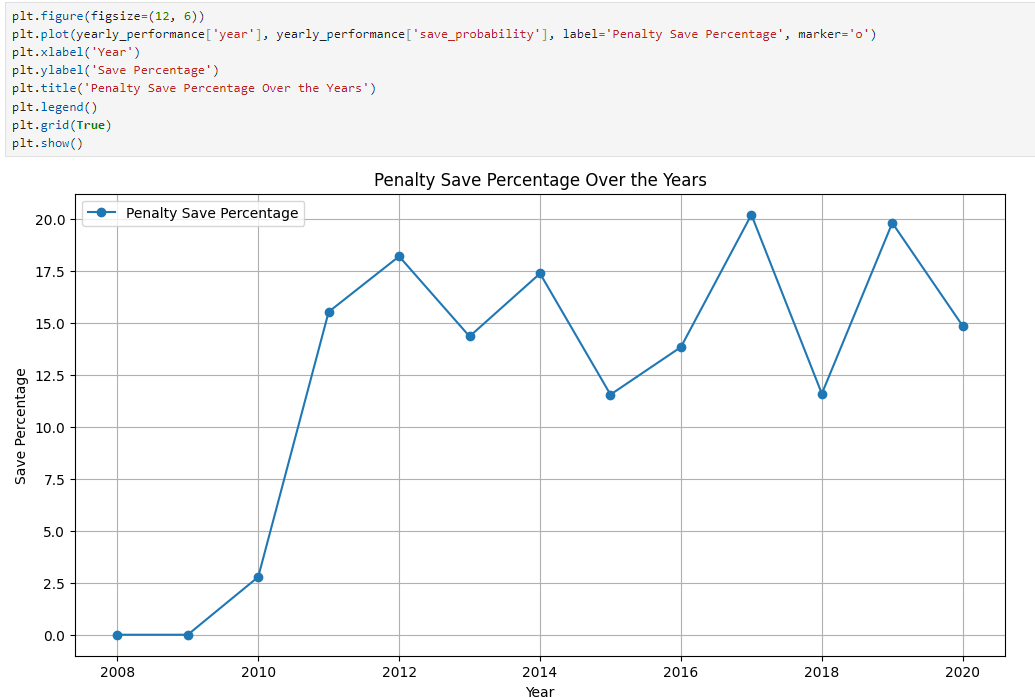 plt.figure(figsize=(12, 6))
plt.plot(yearly_performance['year'], yearly_performance['save_probability'], label='Penalty Save Percentage', marker='o')
plt.xlabel('Year')
plt.ylabel('Save Percentage')
plt.title('Penalty Save Percentage Over the Years')
plt.legend()
plt.grid(True)
plt.show()
Penalty Save Percentage Over the Years
Penalty Save Percentage
20.0
17.5
15.0
12.5
10.0
7.5
5.0
2.5
0.0
Save Percentage
2008 2010 2012 2014 2016 2018 2020
Year